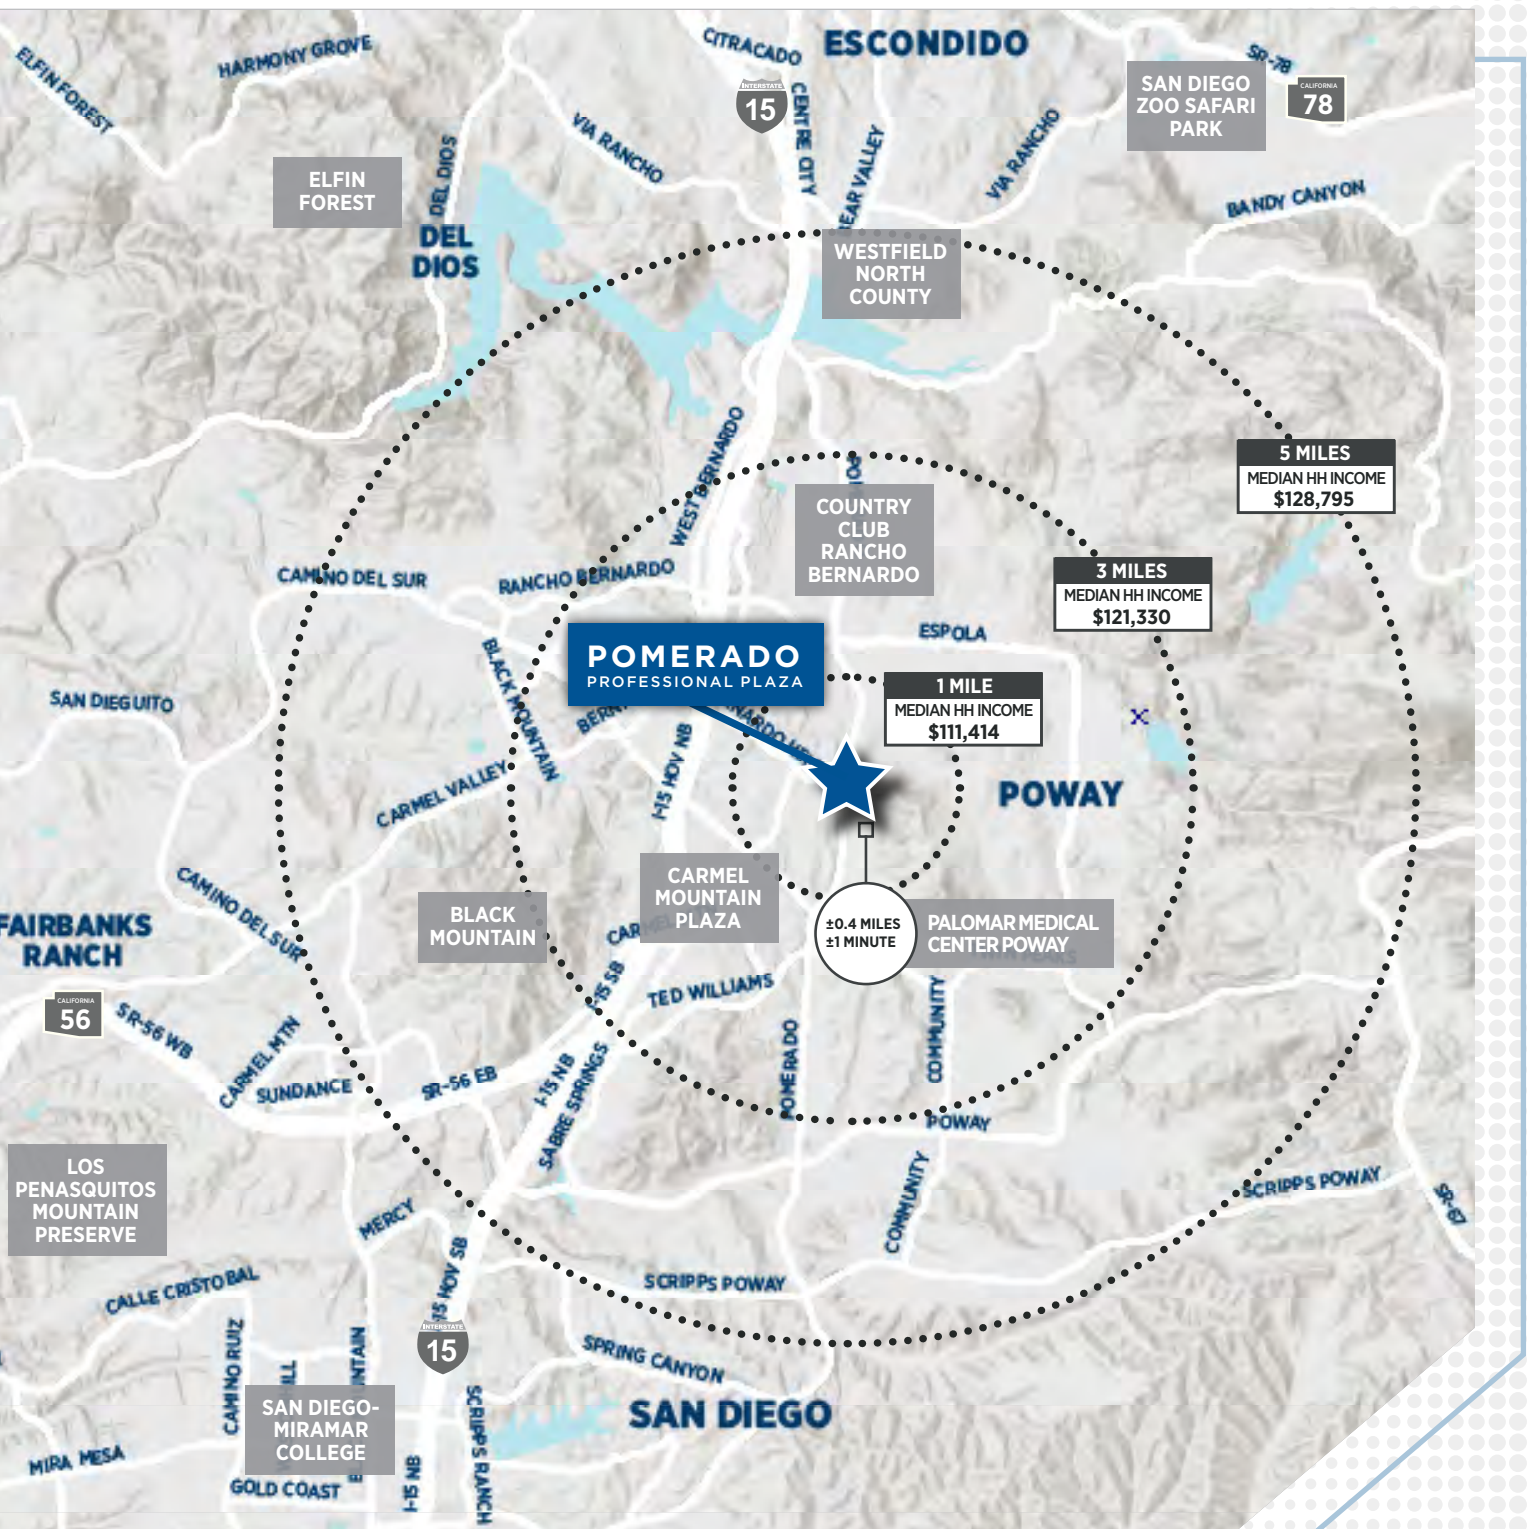 CITRACADO
ESCONDIDO
HARMONY GROVE
ELFIN FOREST
SR-78
SAN DIEGO
ZOO SAFARI
PARK
CALIFORNIA
78
INTERSTATE
15
CENTRE CITY
VIA RANCHO
BEAR VALLEY
VIA RANCHO
DEL DIOS
ELFIN
FOREST
BANDY CANYON
DEL
DIOS
WESTFIELD
NORTH
COUNTY
WEST BERNARDO
5 MILES
MEDIAN HH INCOME
$128,795
COUNTRY
CLUB
RANCHO
BERNARDO
3 MILES
MEDIAN HH INCOME
$121,330
CAMINO DEL SUR
RANCHO BERNARDO
ESPOLA
POMERADO
PROFESSIONAL PLAZA
BLACK MOUNTAIN
1 MILE
MEDIAN HH INCOME
$111,414
SAN DIEGUITO
I-15 HOV NB
CARMEL VALLEY
POWAY
CARMEL
MOUNTAIN
PLAZA
CAMINO DEL SUR
BLACK
MOUNTAIN
FAIRBANKS
RANCH
±0.4 MILES
±1 MINUTE
PALOMAR MEDICAL
CENTER POWAY
I-15 SB
TED WILLIAMS
COMMUNITY
CALIFORNIA
56
SR-56 WB
CARMEL MTN
SUNDANCE
SR-56 EB
I-15 NB
SABRE SPRINGS
POMERADO
POWAY
LOS
PENASQUITOS
MOUNTAIN
PRESERVE
COMMUNITY
SCRIPPS POWAY
SR-67
MERCY
I-15 HOV SB
CALLE CRISTOBAL
SCRIPPS POWAY
INTERSTATE
15
CAMINO RUIZ
SPRING CANYON
SAN DIEGO-
MIRAMAR
COLLEGE
SAN DIEGO
SCRIPPS RANCH
MIRA MESA
GOLD COAST
I-15 NB